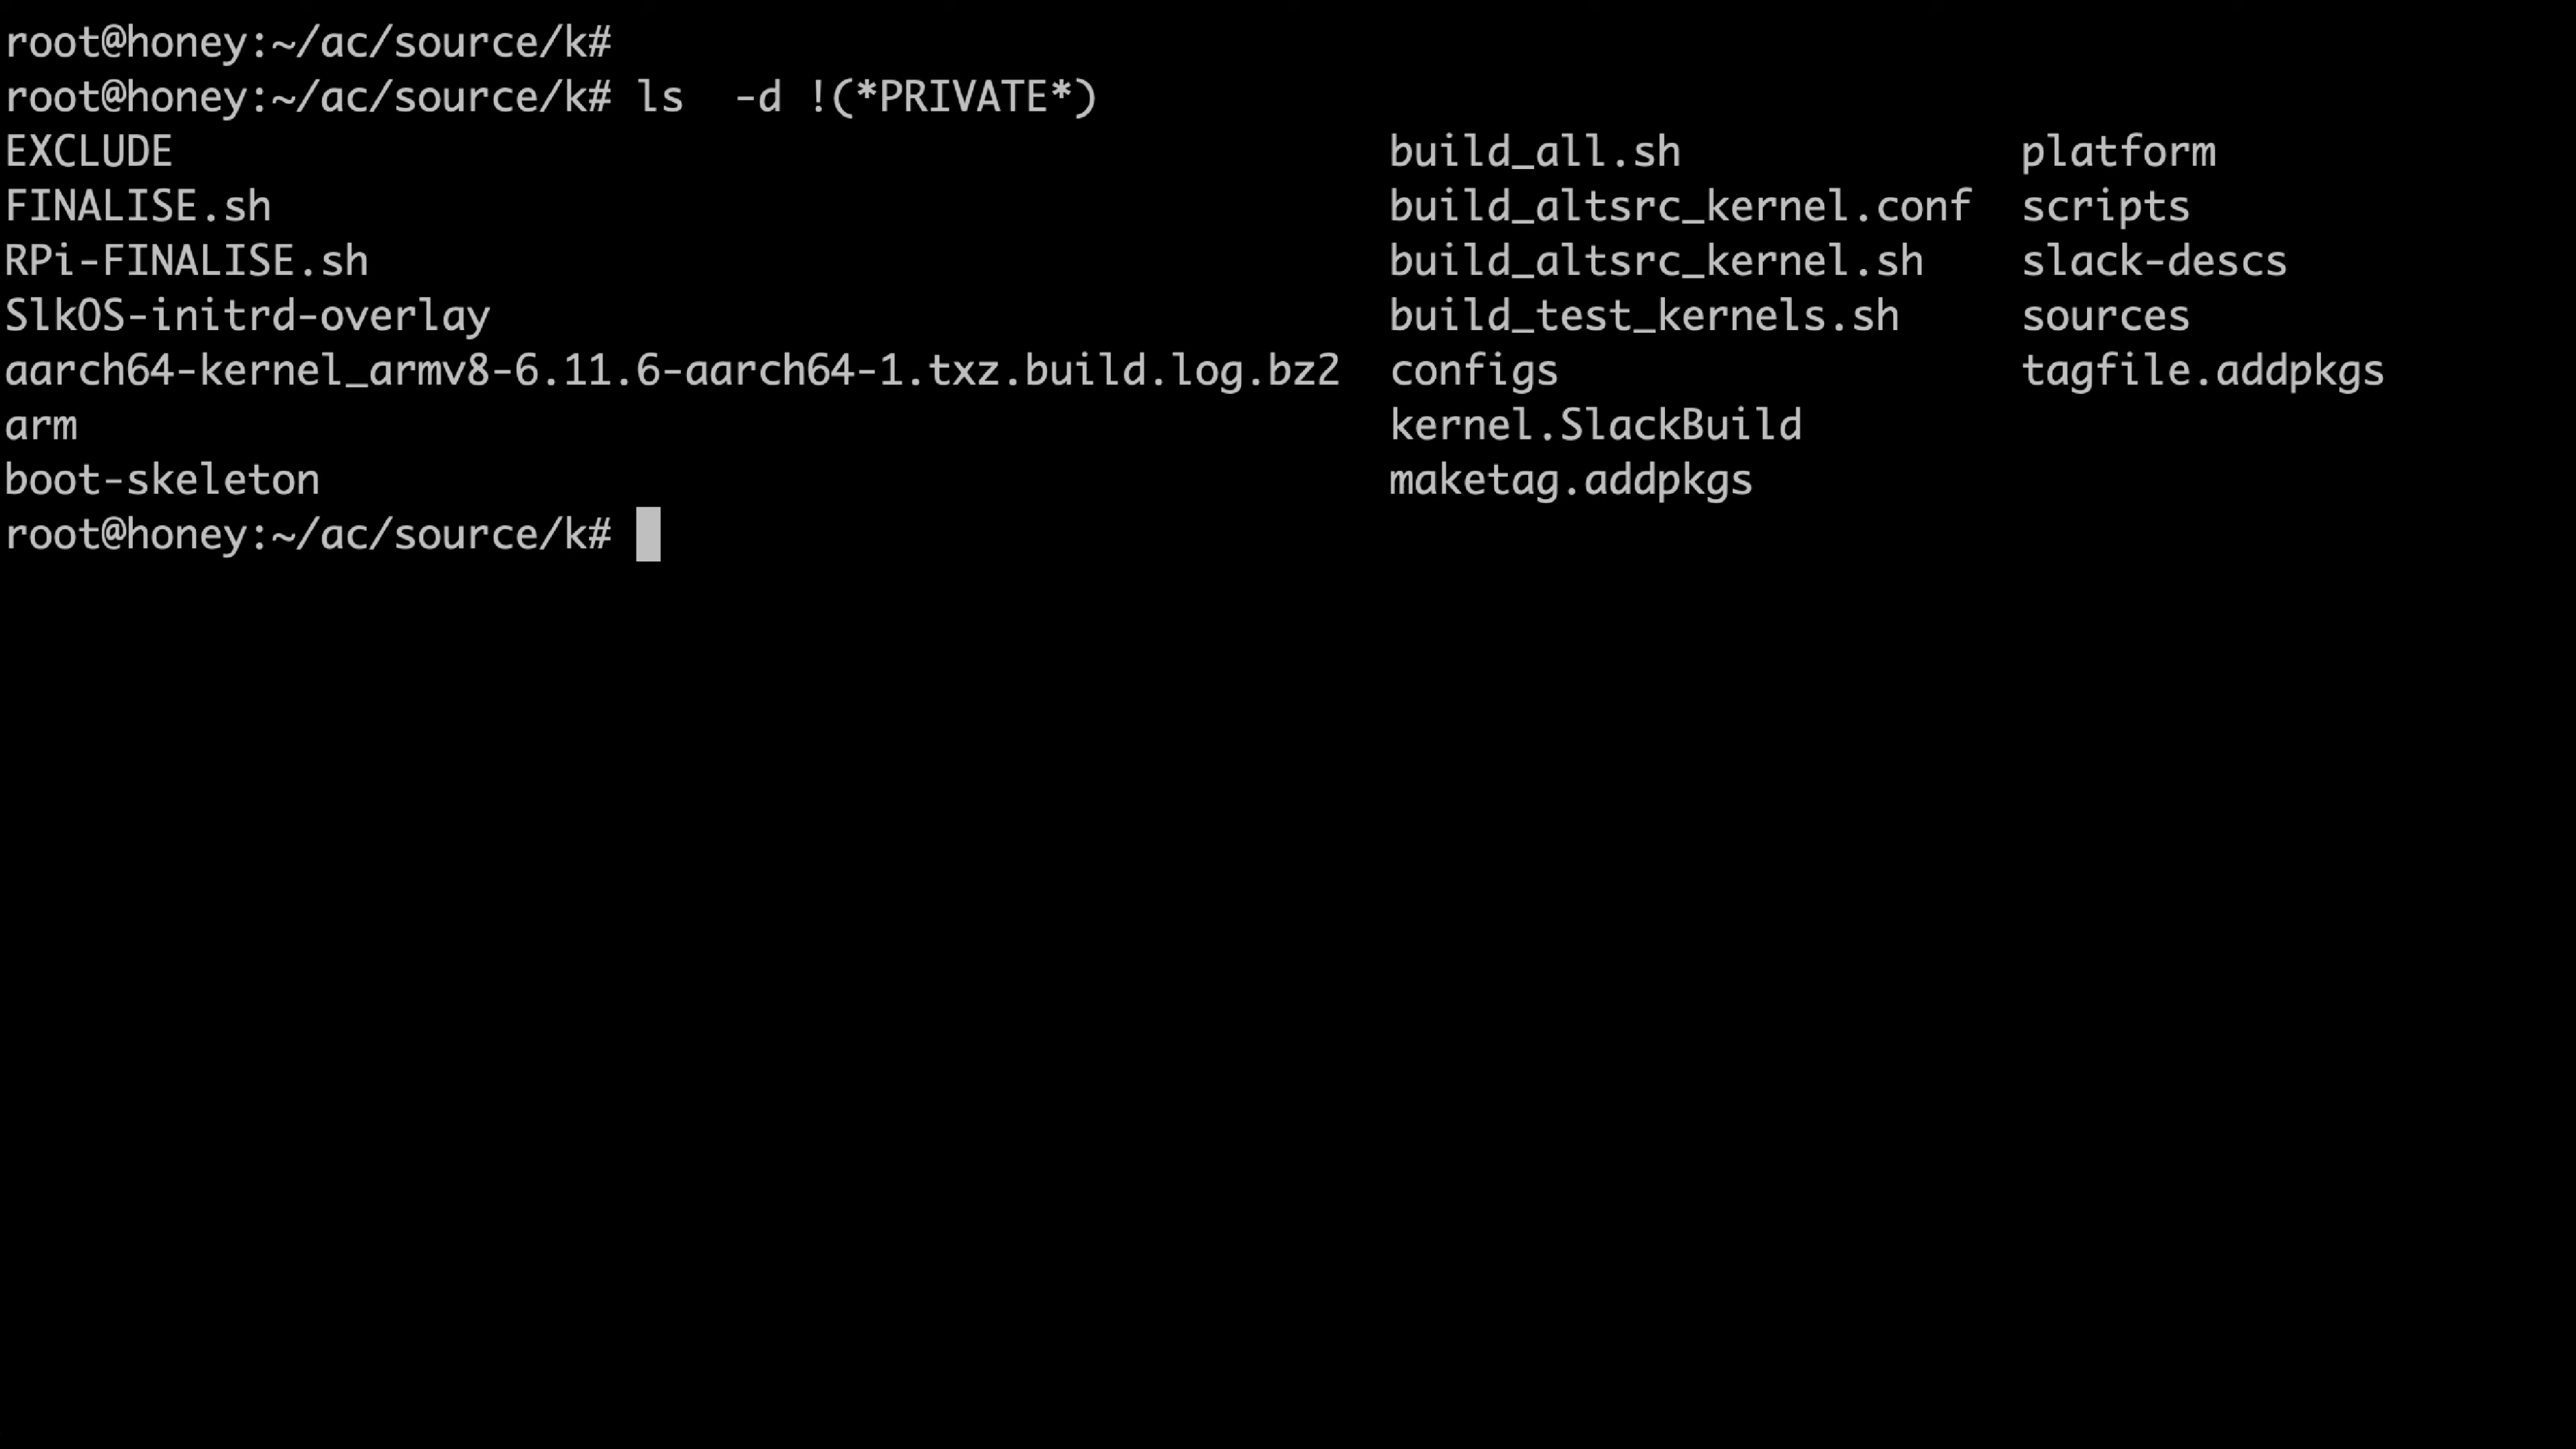 root@honey:~/ac/source/k#
root@honey:~/ac/source/k# ls  -d !(*PRIVATE*)
EXCLUDE build_all.sh platform
FINALISE.sh build_altsrc_kernel.conf scripts
RPi-FINALISE.sh build_altsrc_kernel.sh slack-descs
SlkOS-initrd-overlay build_test_kernels.sh sources
aarch64-kernel_armv8-6.11.6-aarch64-1.txz.build.log.bz2 configs tagfile.addpkgs
arm kernel.SlackBuild
boot-skeleton maketag.addpkgs
root@honey:~/ac/source/k#